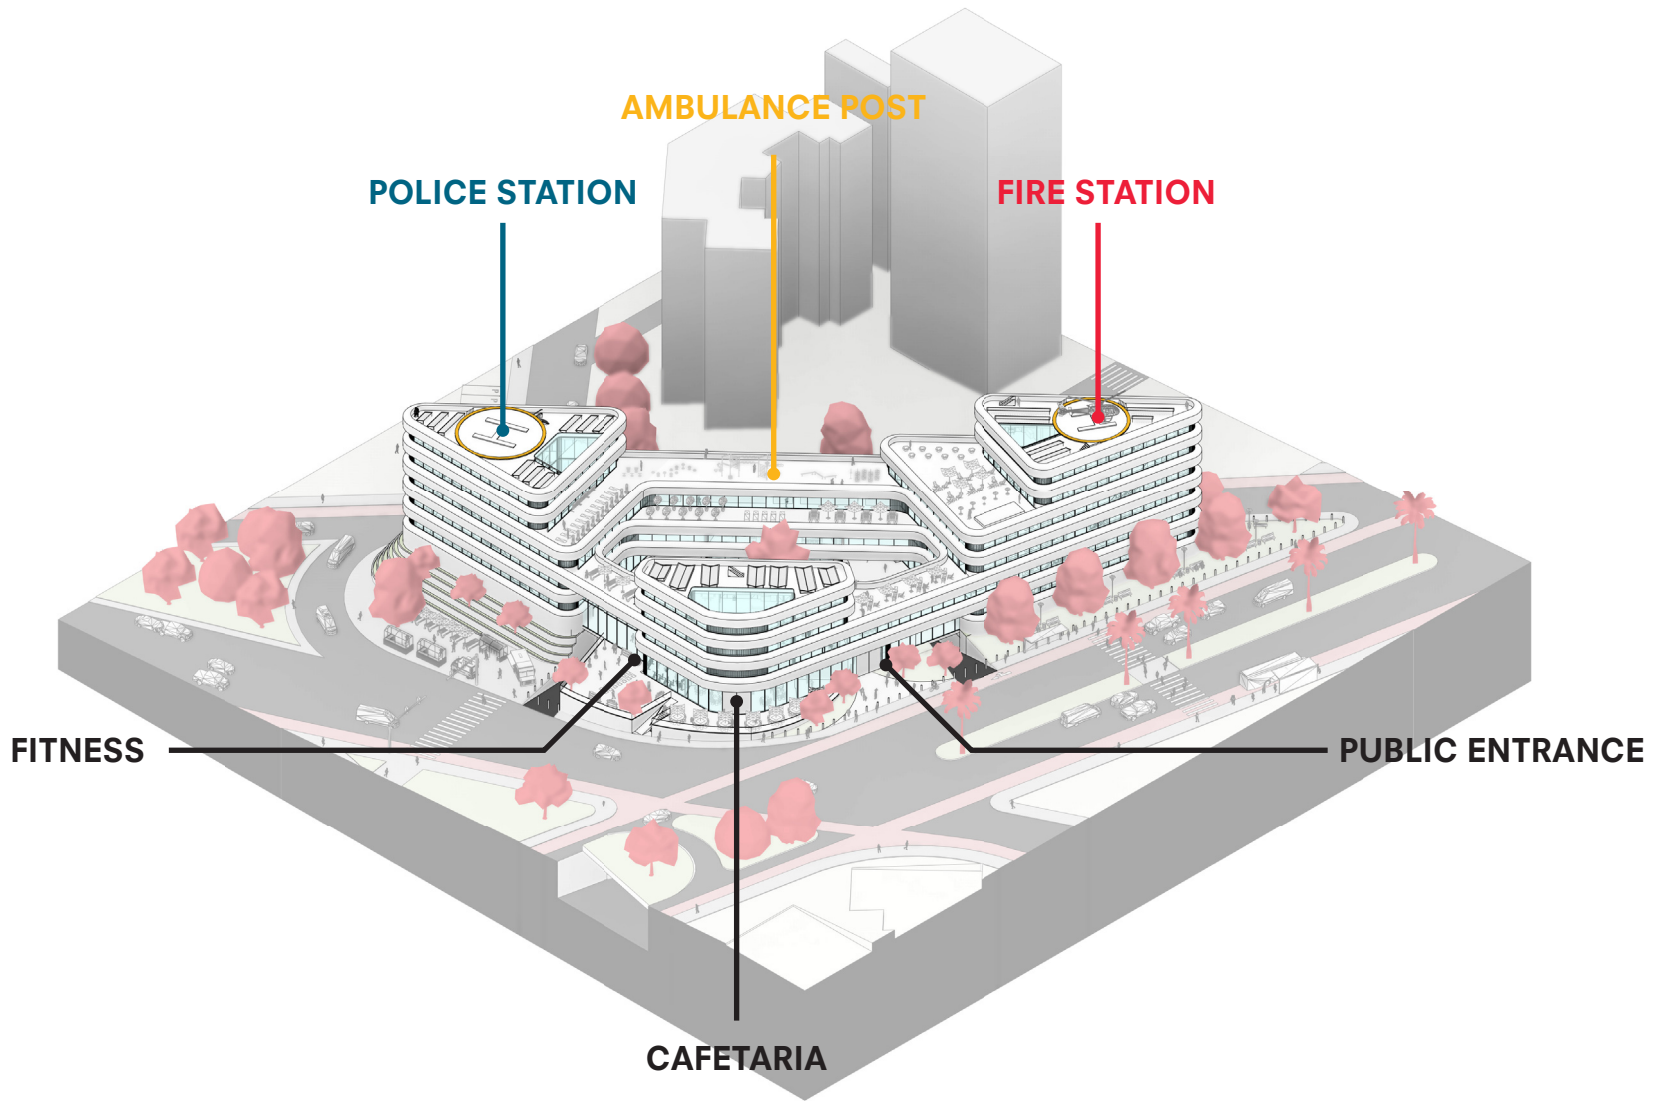 AMBULANCE POST
POLICE STATION
FIRE STATION
FITNESS
PUBLIC ENTRANCE
CAFETARIA